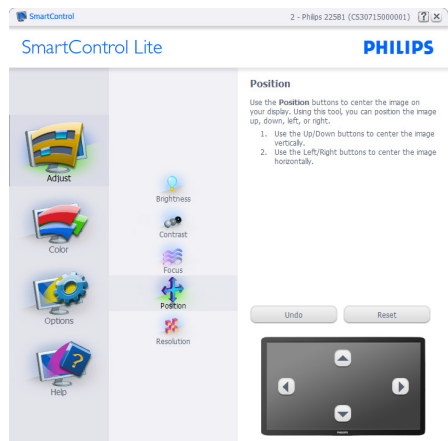 SmartControl
2 - Philips 225B1 (CS30715000001)
SmartControl Lite
PHILIPS
Adjust
Color
Options
Help
Brightness
Contrast
Focus
Position
Resolution
Position
Use the Position buttons to center the image on
your display. Using this tool, you can position the image
up, down, left, or right.
1. Use the Up/Down buttons to center the image
vertically.
2. Use the Left/Right buttons to center the image
horizontally.
Undo
Reset
PHILIPS